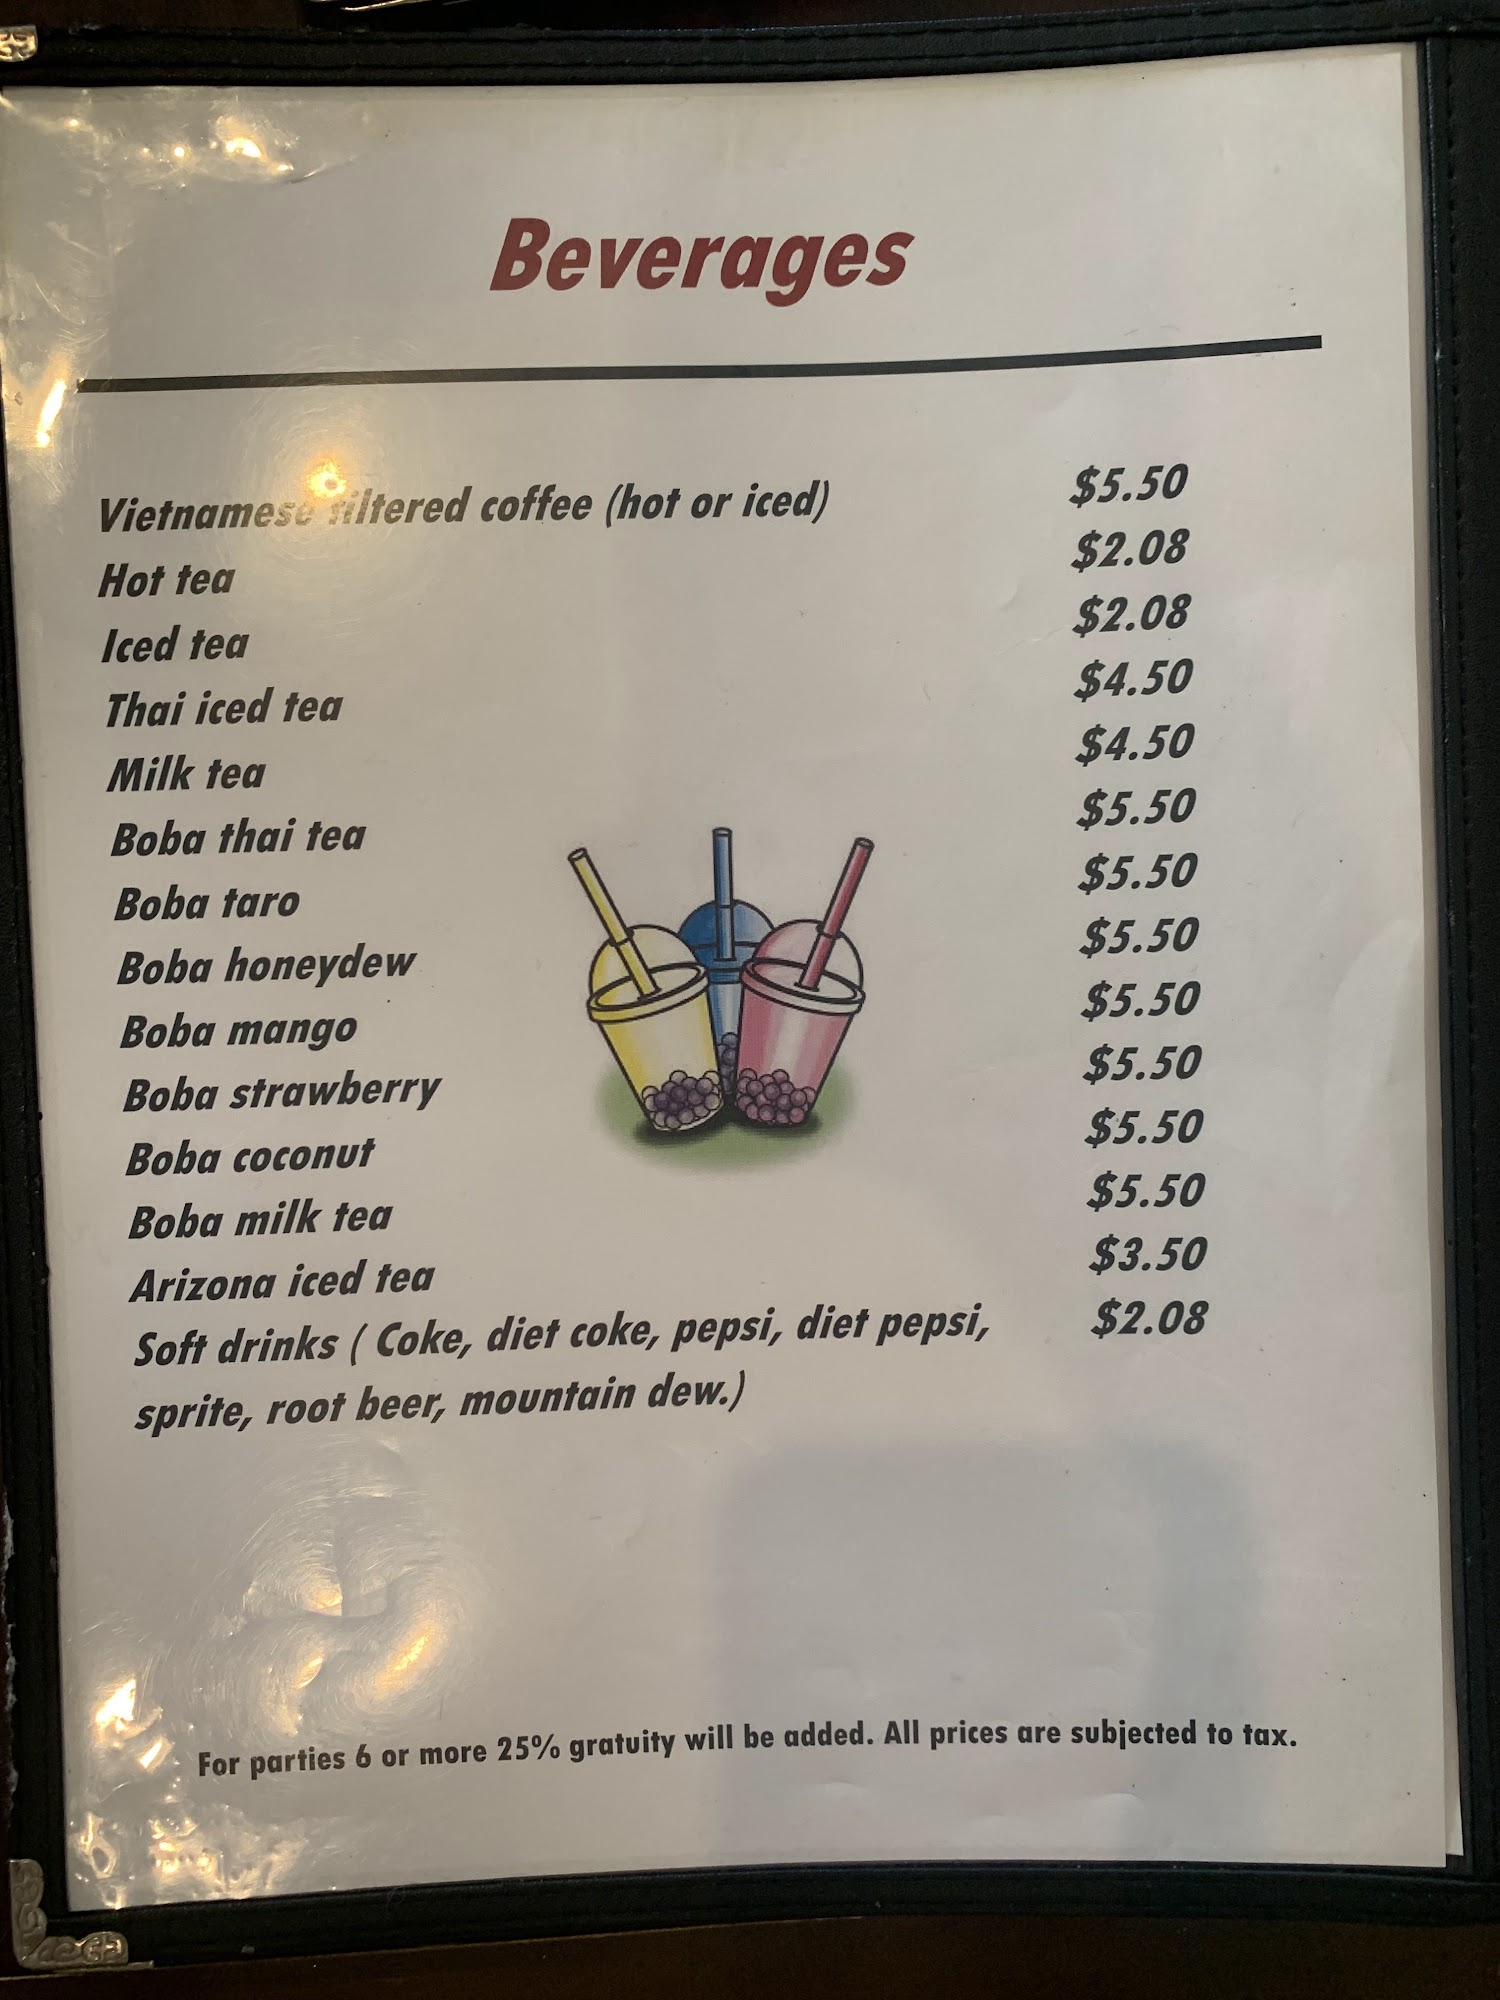 Beverages
Vietnamese filtered coffee (hot or iced) $5.50
Hot tea $2.08
Iced tea $2.08
Thai iced tea $4.50
Milk tea $4.50
Boba thai tea $5.50
Boba taro $5.50
Boba honeydew $5.50
Boba mango $5.50
Boba strawberry $5.50
Boba coconut $5.50
Boba milk tea $5.50
Arizona iced tea $3.50
Soft drinks ( Coke, diet coke, pepsi, diet pepsi, $2.08
sprite, root beer, mountain dew.)
For parties 6 or more 25% gratuity will be added. All prices are subjected to tax.